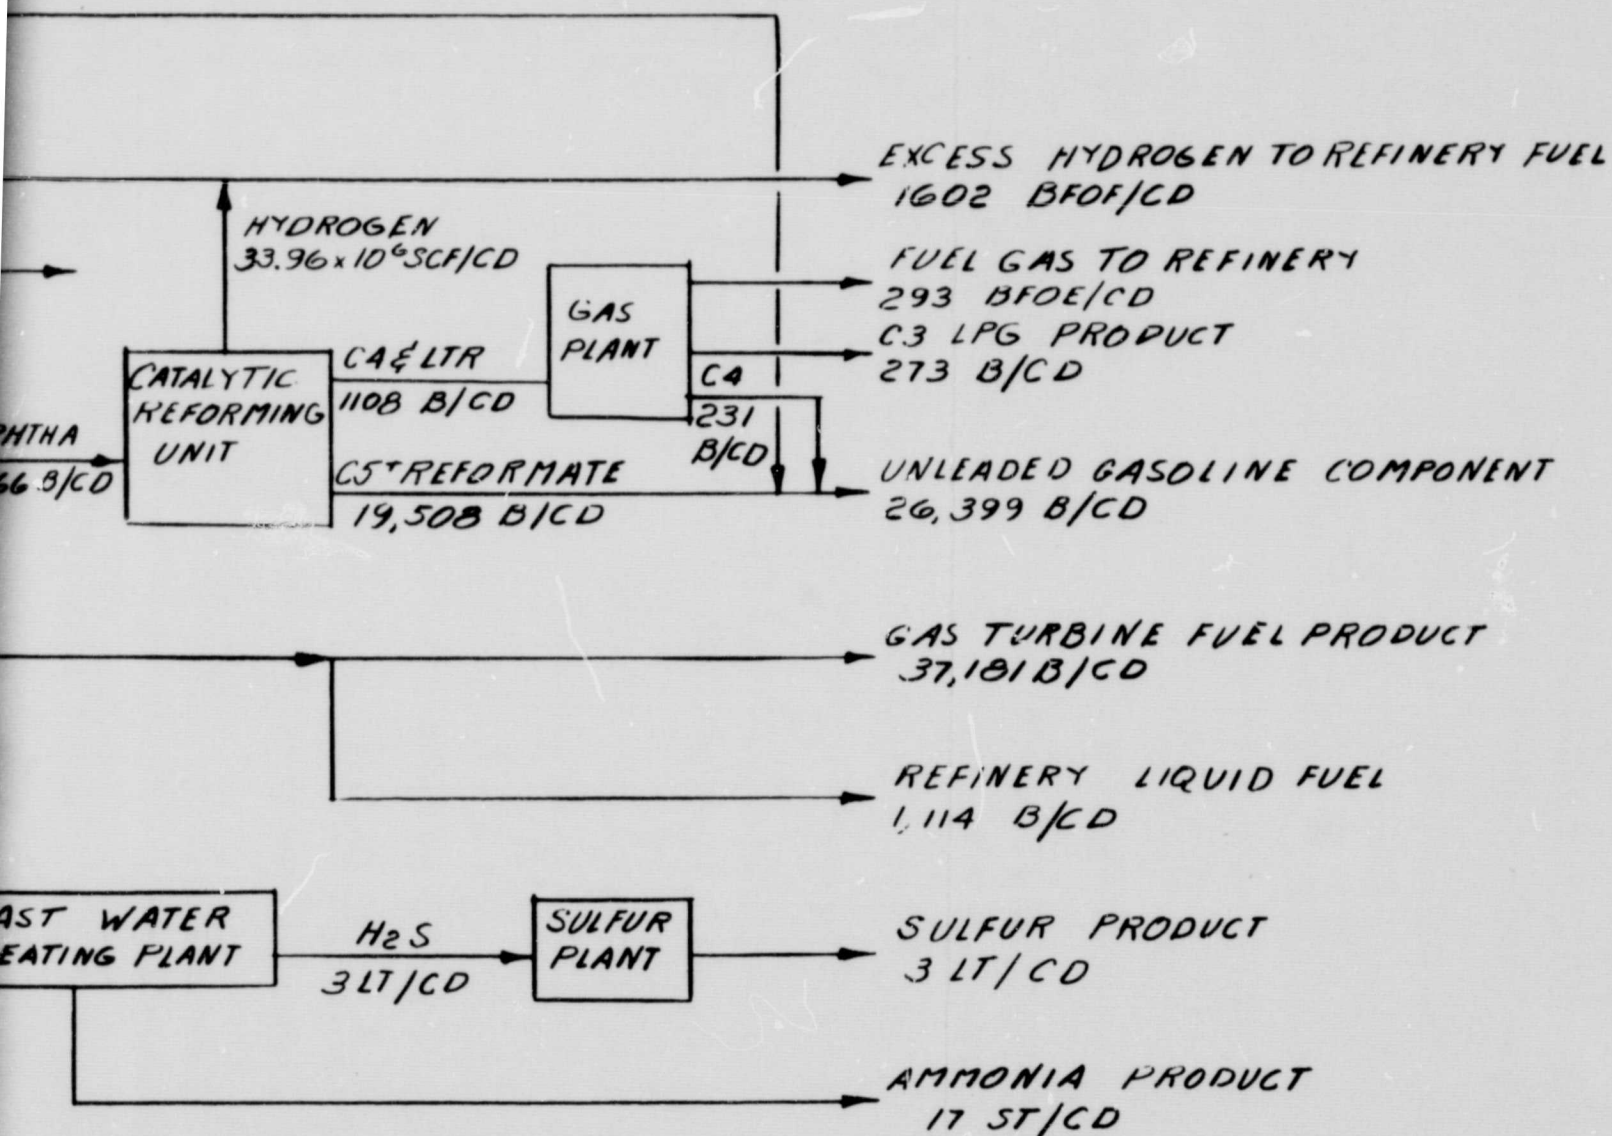 EXCESS HYDROGEN TO REFINERY FUEL
1602 BFOF/CD
HYDROGEN
33.96 x 10⁶ SCF/CD
FUEL GAS TO REFINERY
293 BFOE/CD
GAS
PLANT
C3 LPG PRODUCT
273 B/CD
C4 & LTR
1108 B/CD
C4
231
B/CD
CATALYTIC
REFORMING
UNIT
PHTHA
66 B/CD
C5+ REFORMATE
19,508 B/CD
UNLEADED GASOLINE COMPONENT
26,399 B/CD
GAS TURBINE FUEL PRODUCT
37,181 B/CD
REFINERY LIQUID FUEL
1,114 B/CD
AST WATER
EATING PLANT
H2S
3 LT/CD
SULFUR
PLANT
SULFUR PRODUCT
3 LT/CD
AMMONIA PRODUCT
17 ST/CD